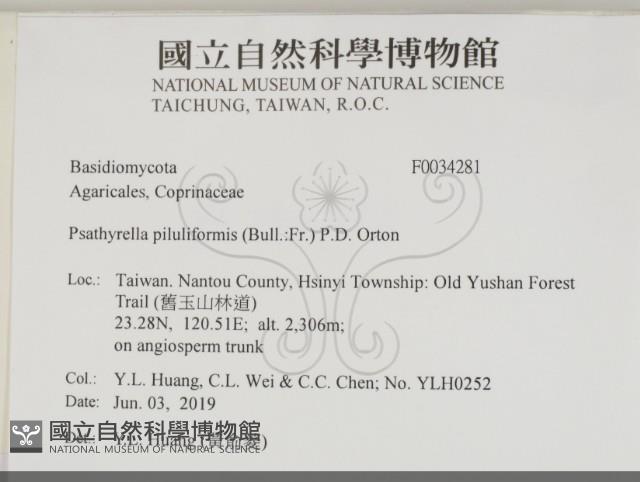 國立自然科學博物館
NATIONAL MUSEUM OF NATURAL SCIENCE
TAICHUNG, TAIWAN, R.O.C.
Basidiomycota F0034281
Agaricales, Coprinaceae
Psathyrella piluliformis (Bull.:Fr.) P.D. Orton
Loc.: Taiwan. Nantou County, Hsinyi Township: Old Yushan Forest
Trail (舊玉山林道)
23.28N, 120.51E; alt. 2,306m;
on angiosperm trunk
Col.: Y.L. Huang, C.L. Wei & C.C. Chen; No. YLH0252
Date: Jun. 03, 2019
Det.: Y.L. Huang
國立自然科學博物館
NATIONAL MUSEUM OF NATURAL SCIENCE